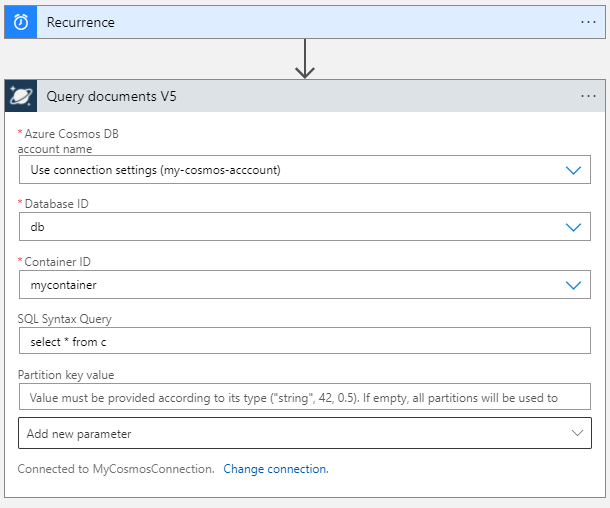 Recurrence
Query documents V5
* Azure Cosmos DB
account name
Use connection settings (my-cosmos-acccount)
* Database ID
db
* Container ID
mycontainer
SQL Syntax Query
select * from c
Partition key value
Value must be provided according to its type ("string", 42, 0.5). If empty, all partitions will be used to
Add new parameter
Connected to MyCosmosConnection. Change connection.